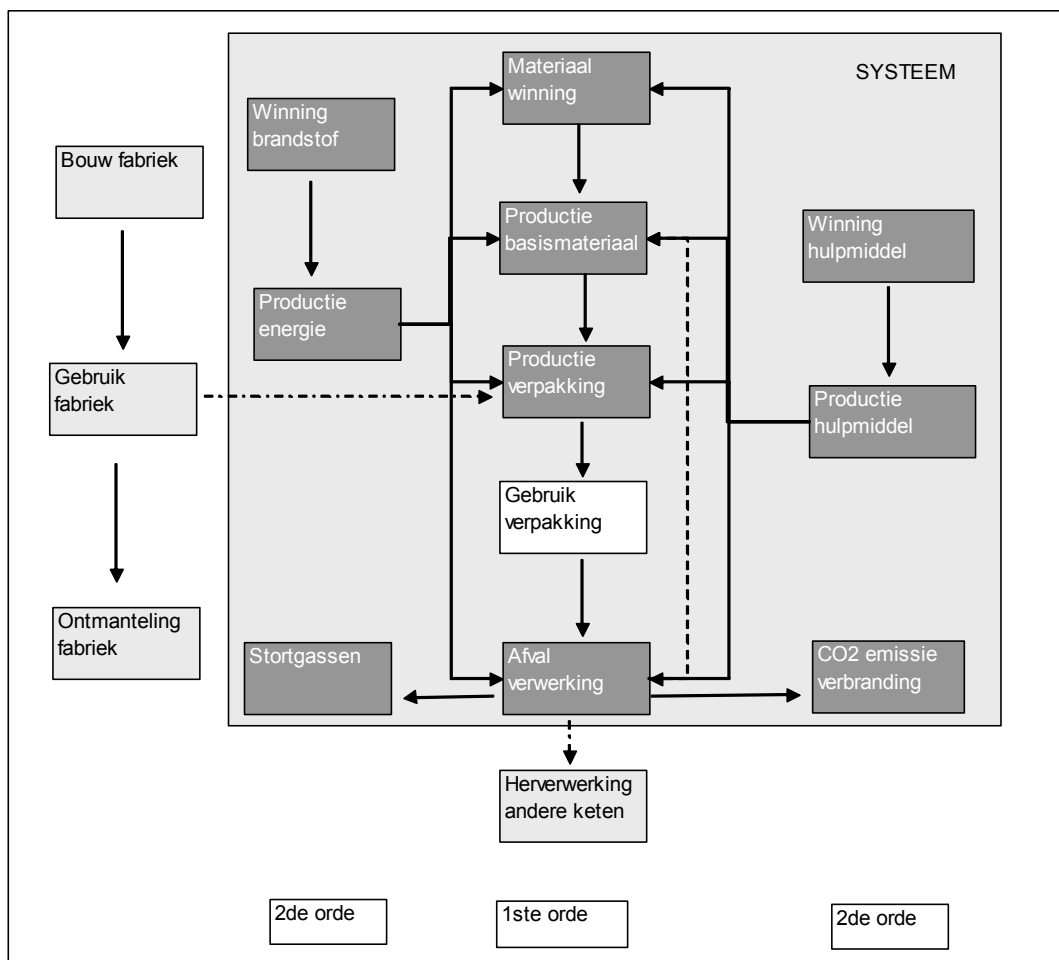 SYSTEEM
Materiaal
winning
Winning
brandstof
Bouw fabriek
Productie
basismateriaal
Winning
hulpmiddel
Productie
energie
Productie
verpakking
Gebruik
fabriek
Productie
hulpmiddel
Gebruik
verpakking
Ontmanteling
fabriek
Stortgassen
Afval
verwerking
CO2 emissie
verbranding
Herverwerking
andere keten
2de orde
1ste orde
2de orde